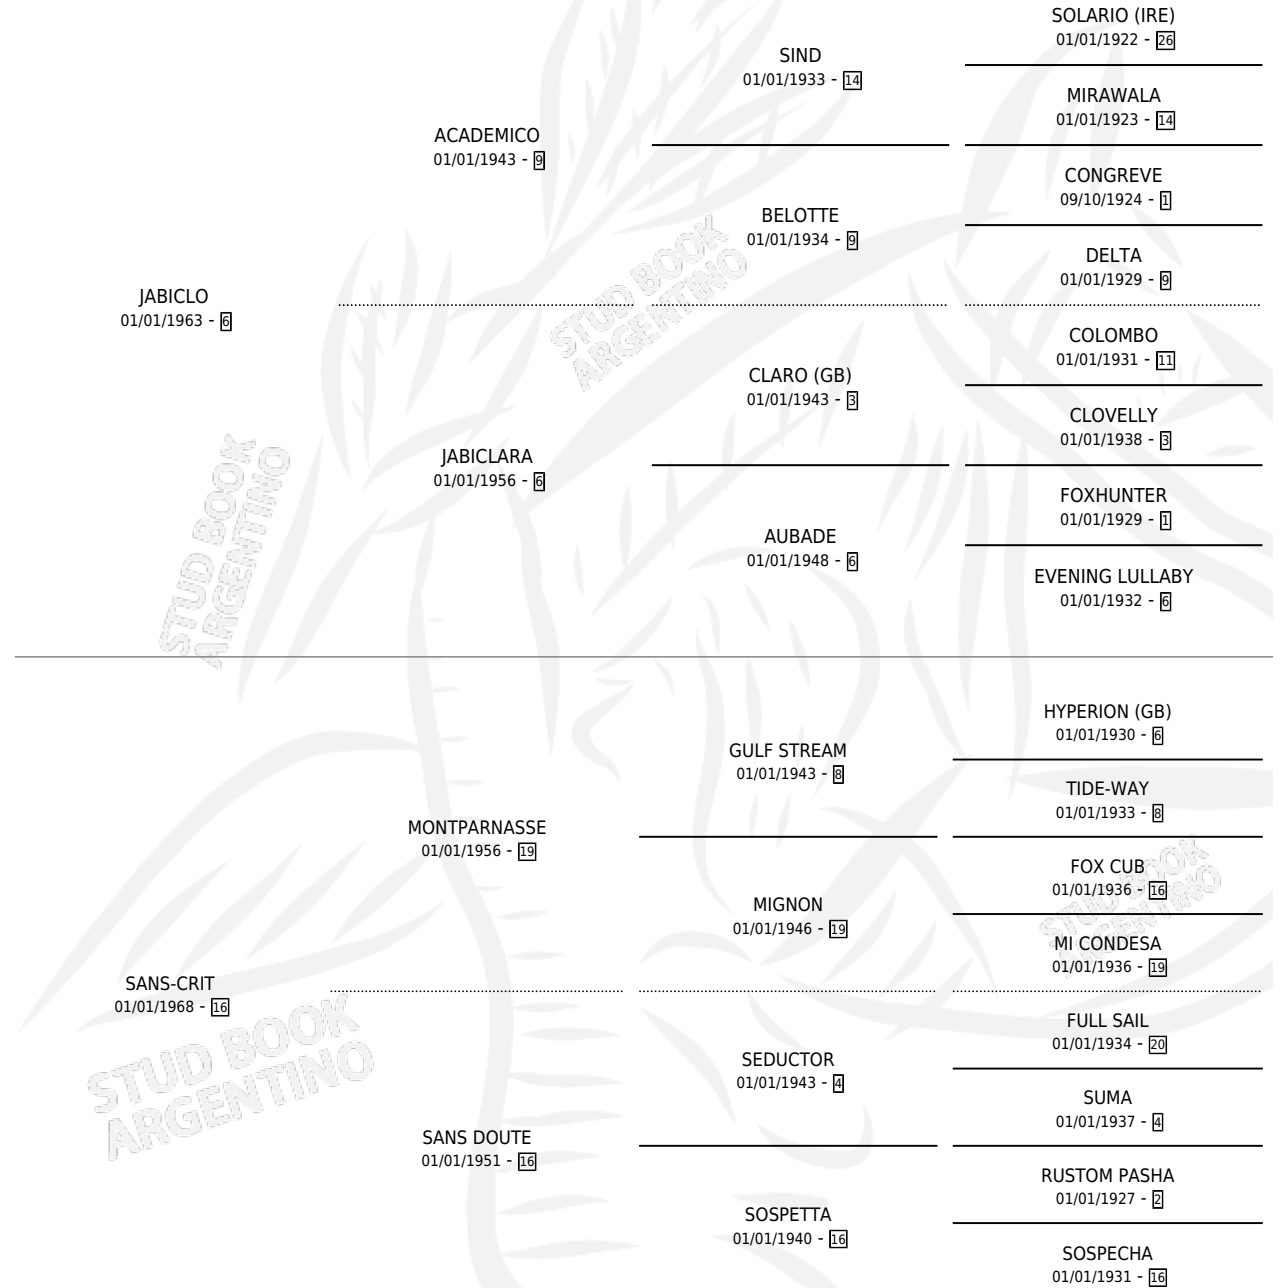 SOLARIO (IRE)
01/01/1922 - 26
SIND
01/01/1933 - 14
MIRAWALA
01/01/1923 - 14
ACADEMICO
01/01/1943 - 9
CONGREVE
09/10/1924 - 1
BELOTTE
01/01/1934 - 9
DELTA
01/01/1929 - 9
JABICLO
01/01/1963 - 6
COLOMBO
01/01/1931 - 11
CLARO (GB)
01/01/1943 - 3
CLOVELLY
01/01/1938 - 3
JABICLARA
01/01/1956 - 6
FOXHUNTER
01/01/1929 - 1
AUBADE
01/01/1948 - 6
EVENING LULLABY
01/01/1932 - 6
STUD BOOK
ARGENTINO
STUD BOOK
ARGENTINO
HYPERION (GB)
01/01/1930 - 6
GULF STREAM
01/01/1943 - 8
TIDE-WAY
01/01/1933 - 8
MONTPARNASSE
01/01/1956 - 19
FOX CUB
01/01/1936 - 16
MIGNON
01/01/1946 - 19
MI CONDESA
01/01/1936 - 19
SANS-CRIT
01/01/1968 - 16
FULL SAIL
01/01/1934 - 20
SEDUCTOR
01/01/1943 - 4
SUMA
01/01/1937 - 4
SANS DOUTE
01/01/1951 - 16
RUSTOM PASHA
01/01/1927 - 2
SOSPETTA
01/01/1940 - 16
SOSPECHA
01/01/1931 - 16
STUD BOOK
ARGENTINO
STUD BOOK
ARGENTINO